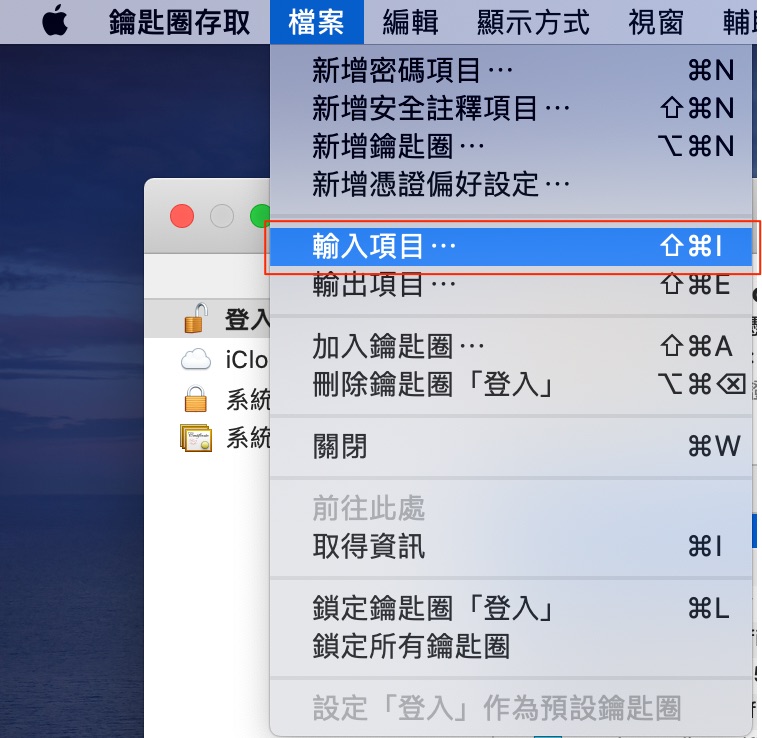 鑰匙圈存取 檔案 編輯 顯示方式 視窗
新增密碼項目⋯ ⌘N
新增安全註釋項目⋯ ⇧⌘N
新增鑰匙圈⋯ ⌥⌘N
新增憑證偏好設定⋯
輸入項目⋯ ⇧⌘I
輸出項目⋯ ⇧⌘E
登入
iClo
加入鑰匙圈⋯ ⇧⌘A
刪除鑰匙圈「登入」 ⌥⌘⌫
系統
系統
關閉 ⌘W
前往此處
取得資訊 ⌘I
鎖定鑰匙圈「登入」 ⌘L
鎖定所有鑰匙圈
設定「登入」作為預設鑰匙圈